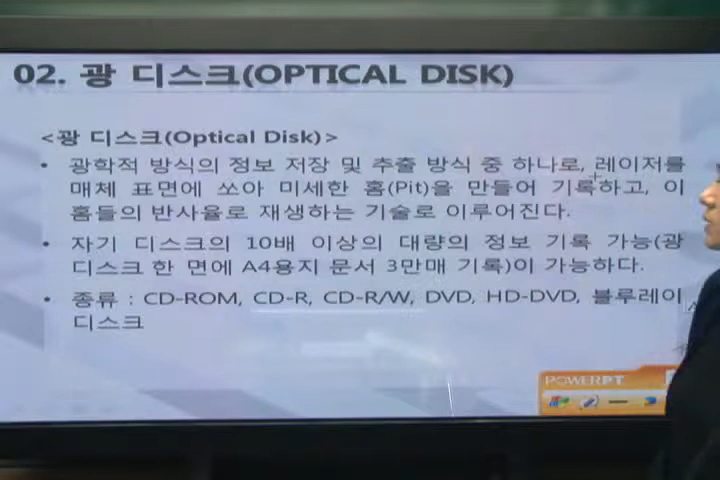 02. 광 디스크(OPTICAL DISK)
<광 디스크(Optical Disk)>
• 광학적 방식의 정보 저장 및 추출 방식 중 하나로, 레이저를
매체 표면에 쏘아 미세한 홈(Pit)을 만들어 기록하고, 이
홈들의 반사율로 재생하는 기술로 이루어진다.
• 자기 디스크의 10배 이상의 대량의 정보 기록 가능(광
디스크 한 면에 A4용지 문서 3만매 기록)이 가능하다.
• 종류 : CD-ROM, CD-R, CD-R/W, DVD, HD-DVD, 블루레이
디스크
POWERPT